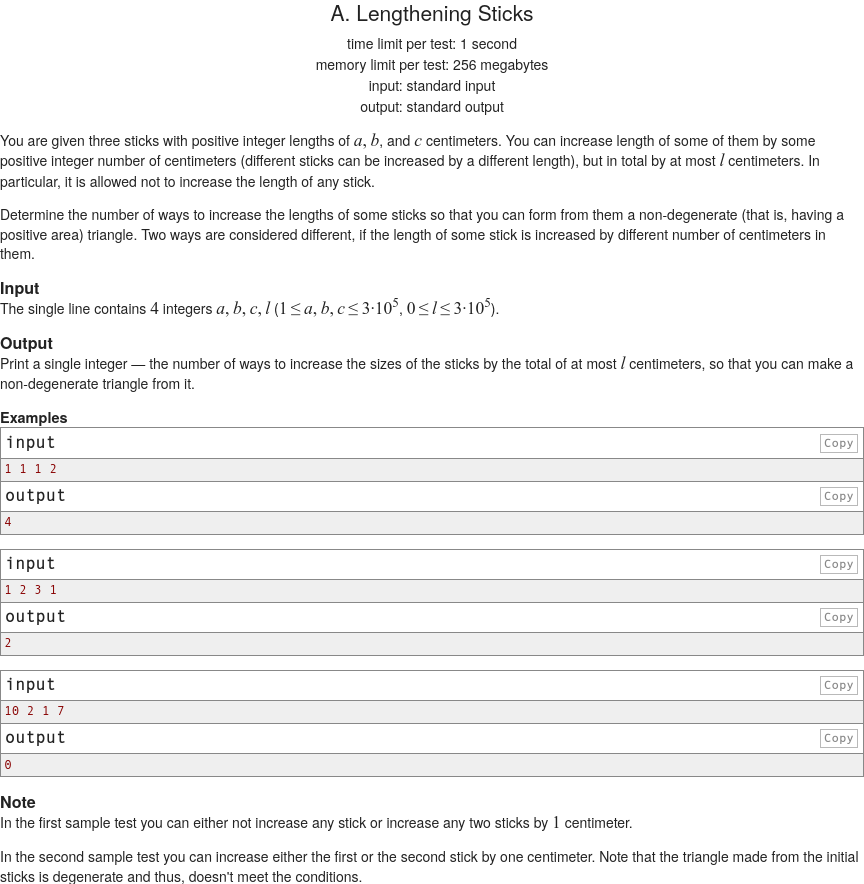 A. Lengthening Sticks
time limit per test: 1 second
memory limit per test: 256 megabytes
input: standard input
output: standard output
You are given three sticks with positive integer lengths of a, b, and c centimeters. You can increase length of some of them by some
positive integer number of centimeters (different sticks can be increased by a different length), but in total by at most l centimeters. In
particular, it is allowed not to increase the length of any stick.
Determine the number of ways to increase the lengths of some sticks so that you can form from them a non-degenerate (that is, having a
positive area) triangle. Two ways are considered different, if the length of some stick is increased by different number of centimeters in
them.
Input
The single line contains 4 integers a, b, c, l (1 ≤ a, b, c ≤ 3·10⁵, 0 ≤ l ≤ 3·10⁵).
Output
Print a single integer — the number of ways to increase the sizes of the sticks by the total of at most l centimeters, so that you can make a
non-degenerate triangle from it.
Examples
input Copy
1 1 1 2
output Copy
4
input Copy
1 2 3 1
output Copy
2
input Copy
10 2 1 7
output Copy
0
Note
In the first sample test you can either not increase any stick or increase any two sticks by 1 centimeter.
In the second sample test you can increase either the first or the second stick by one centimeter. Note that the triangle made from the initial
sticks is degenerate and thus, doesn't meet the conditions.